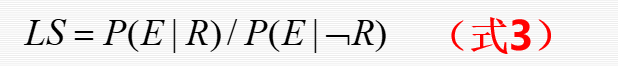 LS = P(E | R) / P(E | ¬R) （式3）